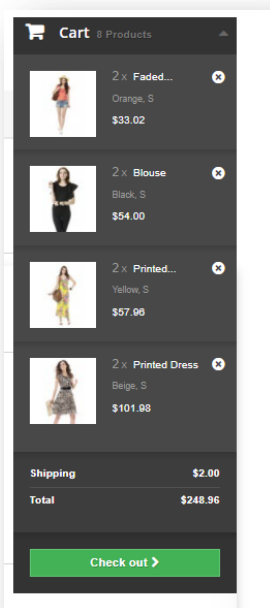 Cart 8 Products
2 x Faded...
Orange, S
$33.02
2 x Blouse
Black, S
$54.00
2 x Printed...
Yellow, S
$57.96
2 x Printed Dress
Beige, S
$101.98
Shipping $2.00
Total $248.96
Check out